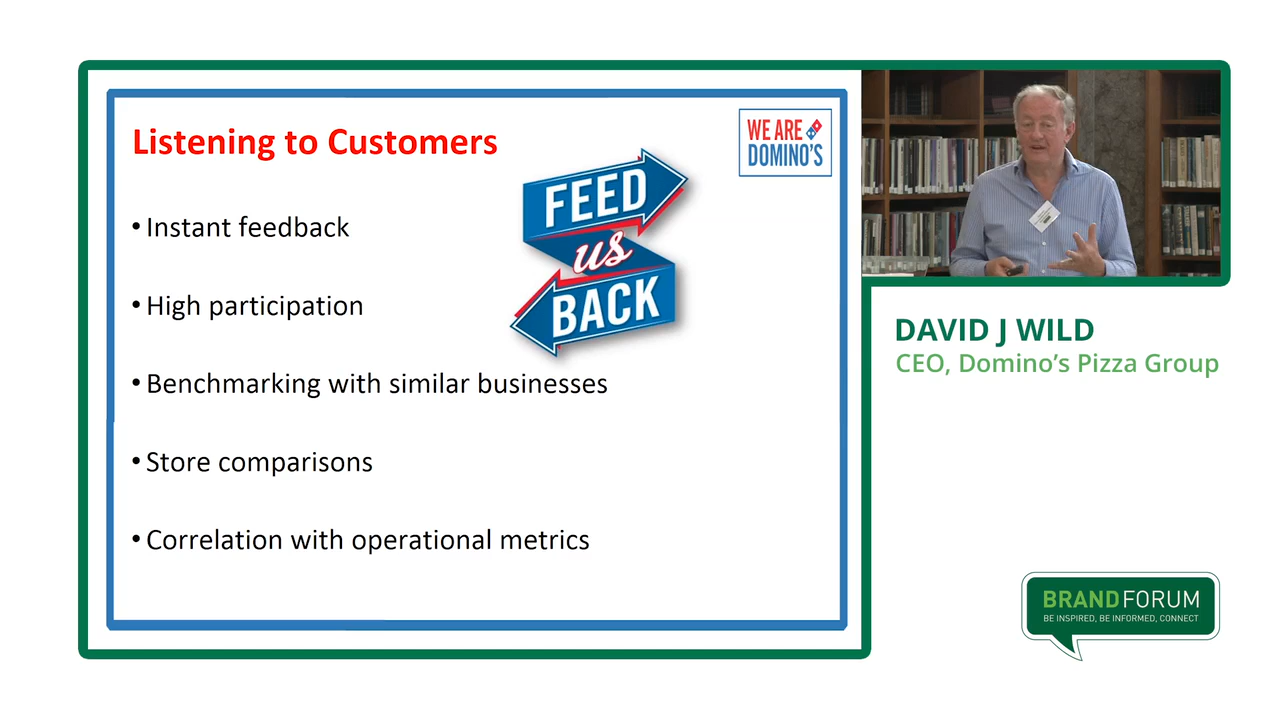 Listening to Customers
WE ARE
DOMINO'S
FEED
us
BACK
• Instant feedback
• High participation
• Benchmarking with similar businesses
• Store comparisons
• Correlation with operational metrics
DAVID J WILD
CEO, Domino’s Pizza Group
BRANDFORUM
BE INSPIRED, BE INFORMED, CONNECT